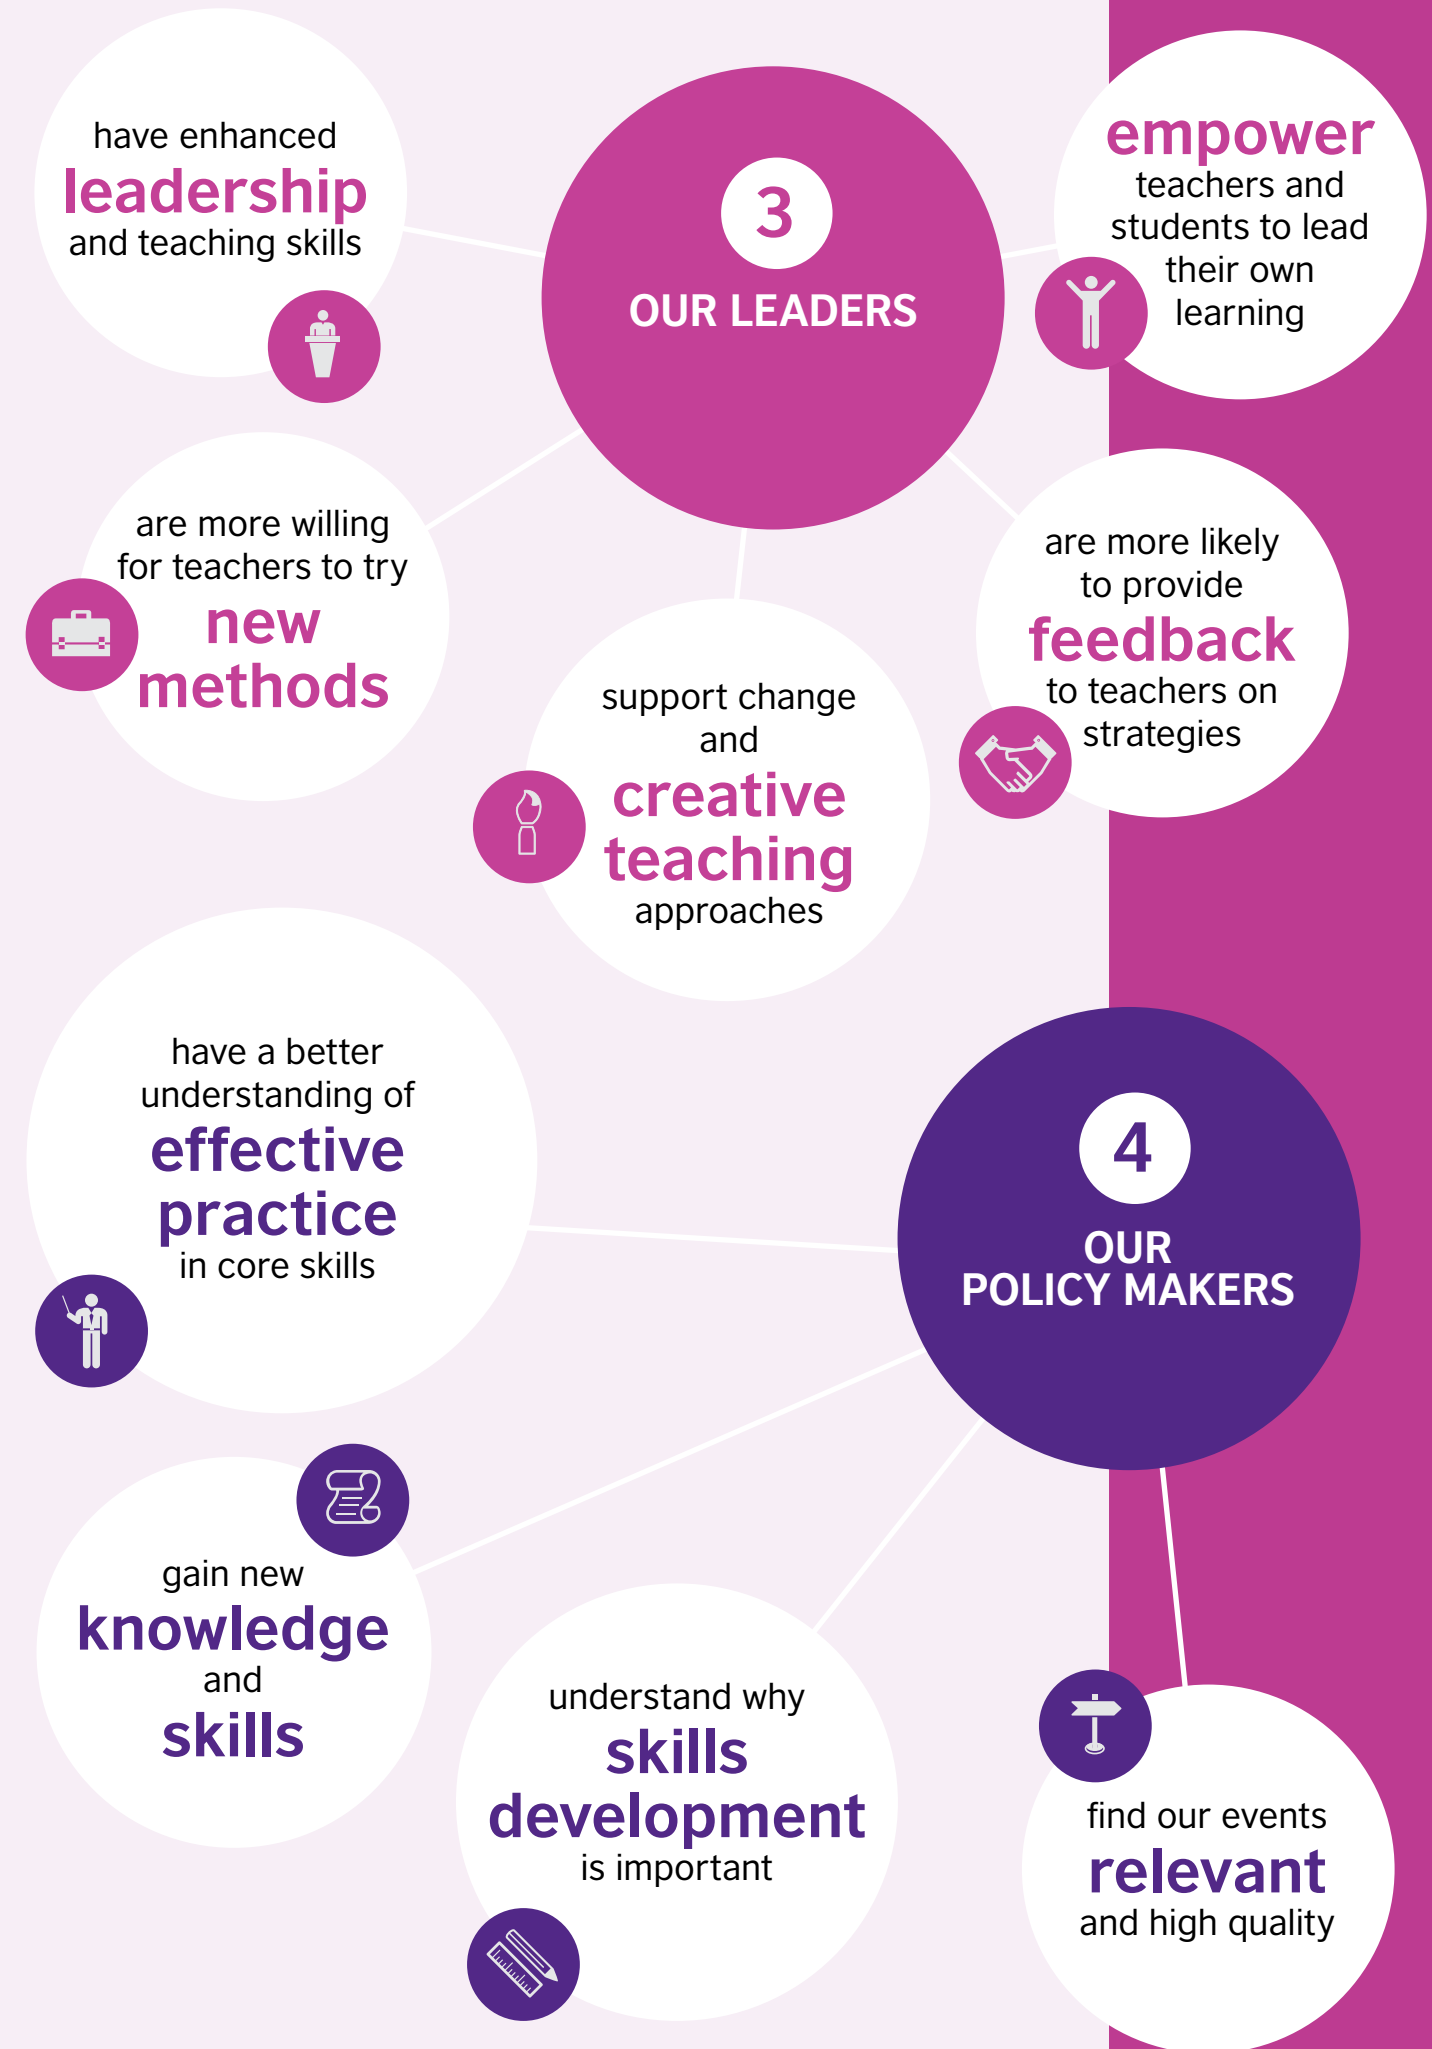 3
OUR LEADERS
have enhanced
leadership
and teaching skills
empower
teachers and
students to lead
their own
learning
are more willing
for teachers to try
new
methods
support change
and
creative
teaching
approaches
are more likely
to provide
feedback
to teachers on
strategies
4
OUR
POLICY MAKERS
have a better
understanding of
effective
practice
in core skills
gain new
knowledge
and
skills
understand why
skills
development
is important
find our events
relevant
and high quality